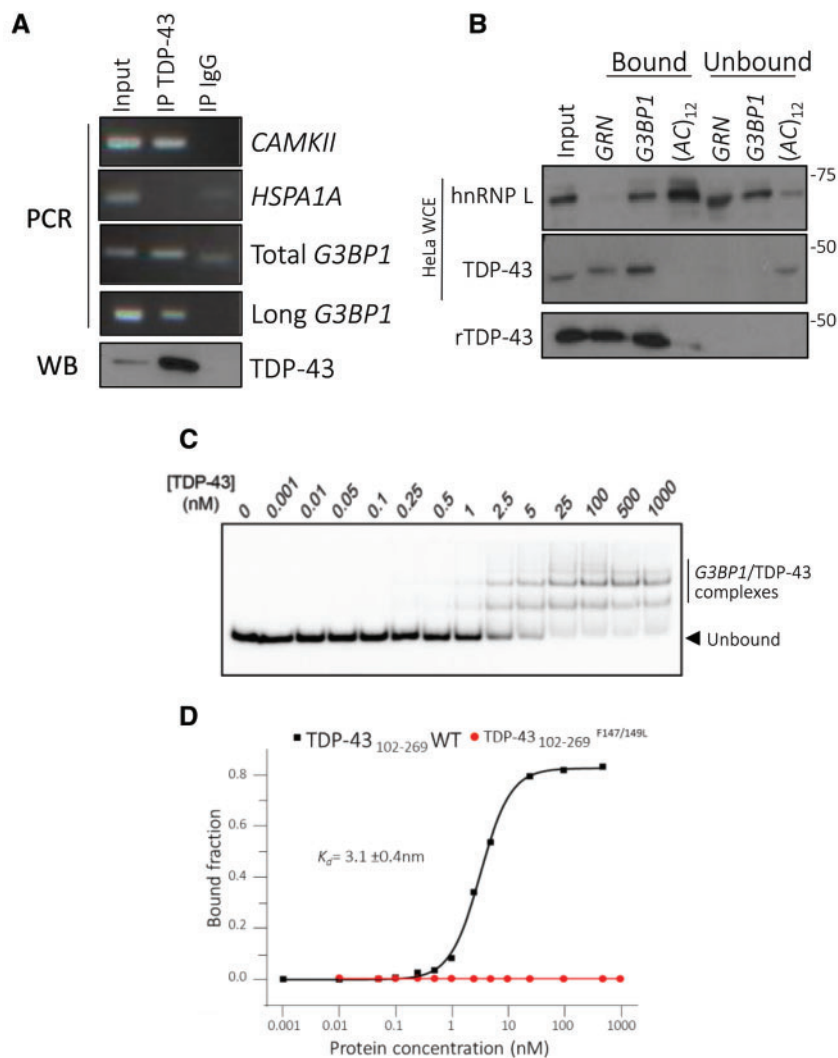 A
Input
IP TDP-43
IP IgG
PCR
CAMKII
HSPA1A
Total G3BP1
Long G3BP1
WB
TDP-43
B
Bound Unbound
Input
GRN
G3BP1
(AC)12
GRN
G3BP1
(AC)12
HeLa WCE
hnRNP L
-75
TDP-43
-50
rTDP-43
-50
C
[TDP-43]
(nM)
0 0.001 0.01 0.05 0.1 0.25 0.5 1 2.5 5 25 100 500 1000
G3BP1/TDP-43
complexes
Unbound
D
TDP-43 102-269 WT TDP-43 102-269 F147/149L
Kd= 3.1 ±0.4nm
Bound fraction
0.8
0.6
0.4
0.2
0.0
0.001 0.01 0.1 1 10 100 1000
Protein concentration (nM)